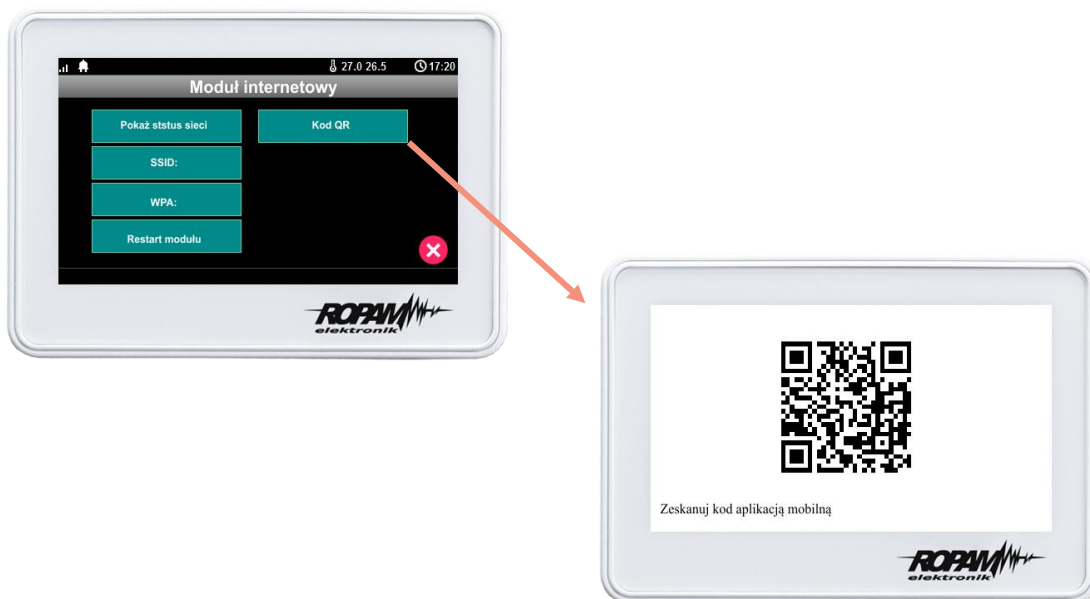 27.0 26.5 17:20
Moduł internetowy
Pokaż ststus sieci
Kod QR
SSID:
WPA:
Restart modułu
ROPAM
elektronik
Zeskanuj kod aplikacją mobilną
ROPAM
elektronik